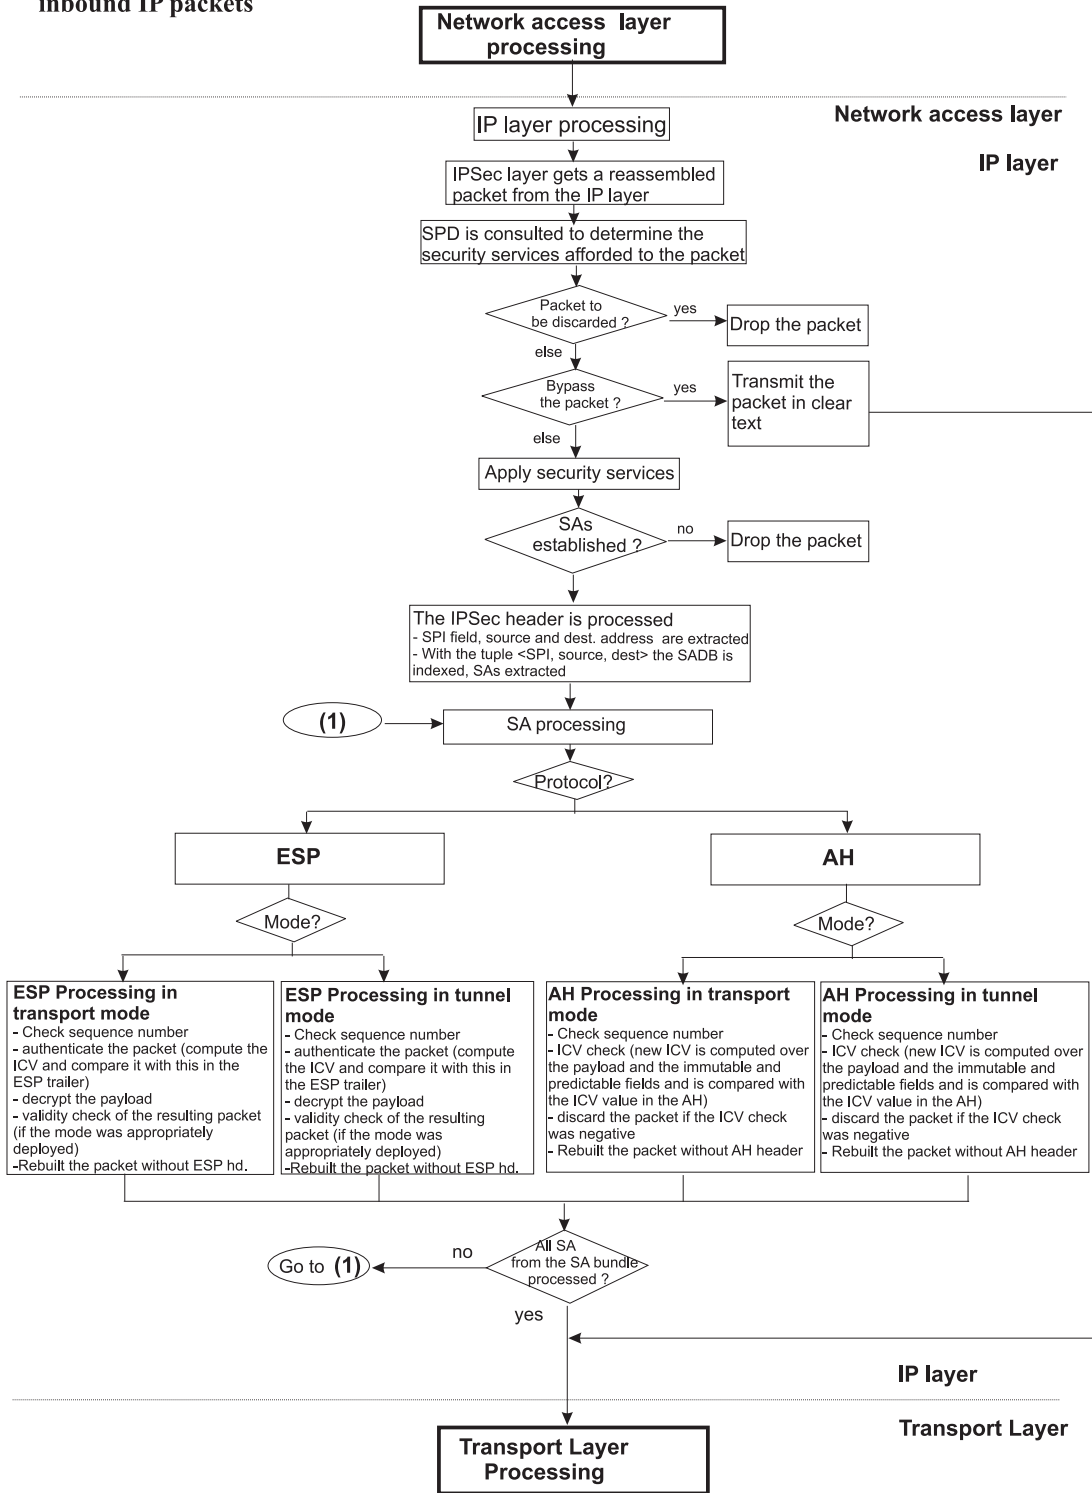 inbound IP packets
Network access layer
processing
Network access layer
IP layer processing
IP layer
IPSec layer gets a reassembled
packet from the IP layer
SPD is consulted to determine the
security services afforded to the packet
Packet to
be discarded ?
yes
Drop the packet
else
Bypass
the packet ?
yes
Transmit the
packet in clear
text
else
Apply security services
SAs
established ?
no
Drop the packet
The IPSec header is processed
- SPI field, source and dest. address are extracted
- With the tuple <SPI, source, dest> the SADB is
indexed, SAs extracted
(1)
SA processing
Protocol?
ESP
AH
Mode?
Mode?
ESP Processing in
transport mode
- Check sequence number
- authenticate the packet (compute the
ICV and compare it with this in the
ESP trailer)
- decrypt the payload
- validity check of the resulting packet
(if the mode was appropriately
deployed)
-Rebuilt the packet without ESP hd.
ESP Processing in tunnel
mode
- Check sequence number
- authenticate the packet (compute
the ICV and compare it with this in
the ESP trailer)
- decrypt the payload
- validity check of the resulting
packet (if the mode was
appropriately deployed)
-Rebuilt the packet without ESP hd.
AH Processing in transport
mode
- Check sequence number
- ICV check (new ICV is computed over
the payload and the immutable and
predictable fields and is compared with
the ICV value in the AH)
- discard the packet if the ICV check
was negative
- Rebuilt the packet without AH header
AH Processing in tunnel
mode
- Check sequence number
- ICV check (new ICV is computed over
the payload and the immutable and
predictable fields and is compared with
the ICV value in the AH)
- discard the packet if the ICV check
was negative
- Rebuilt the packet without AH header
All SA
from the SA bundle
processed ?
no
Go to (1)
yes
IP layer
Transport Layer
Transport Layer
Processing